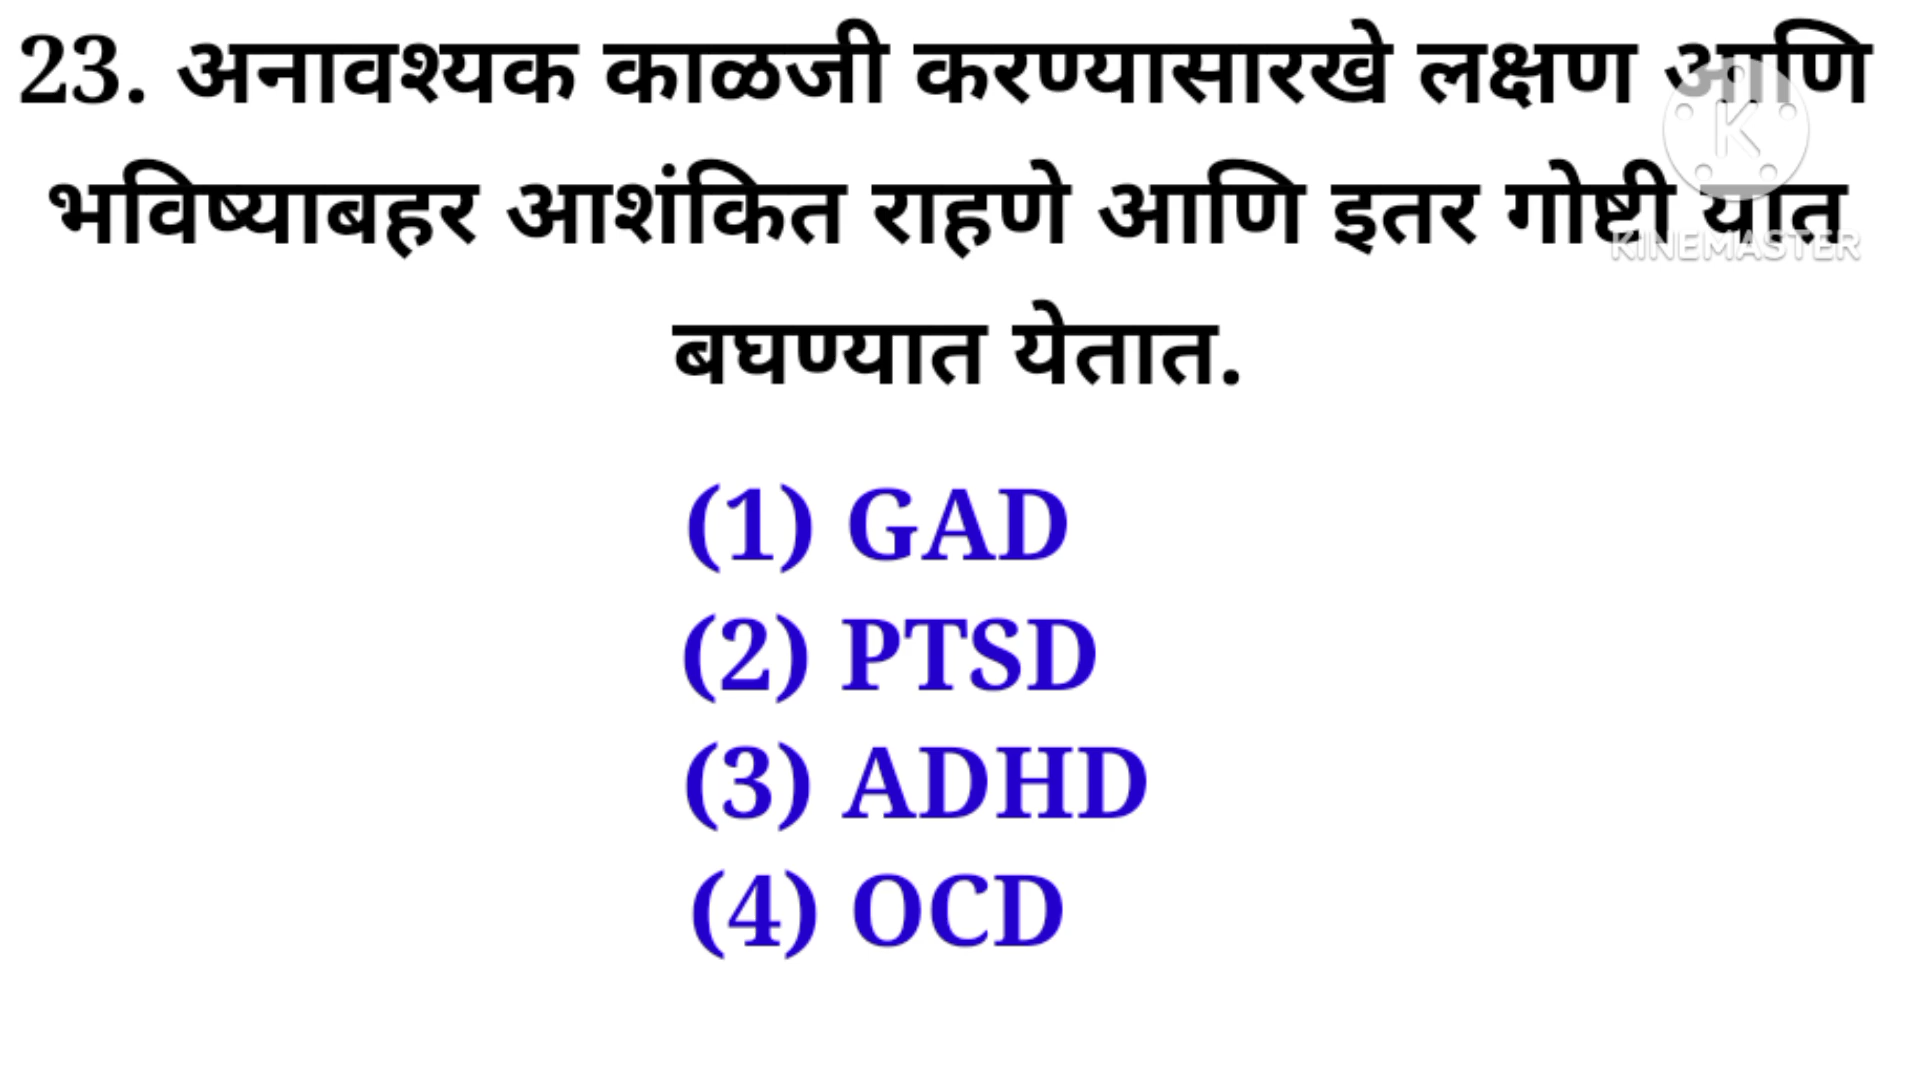 23. अनावश्यक काळजी करण्यासारखे लक्षण आणि
भविष्याबहर आशंकित राहणे आणि इतर गोष्टी यात
KINEMASTER
बघण्यात येतात.
(1) GAD
(2) PTSD
(3) ADHD
(4) OCD